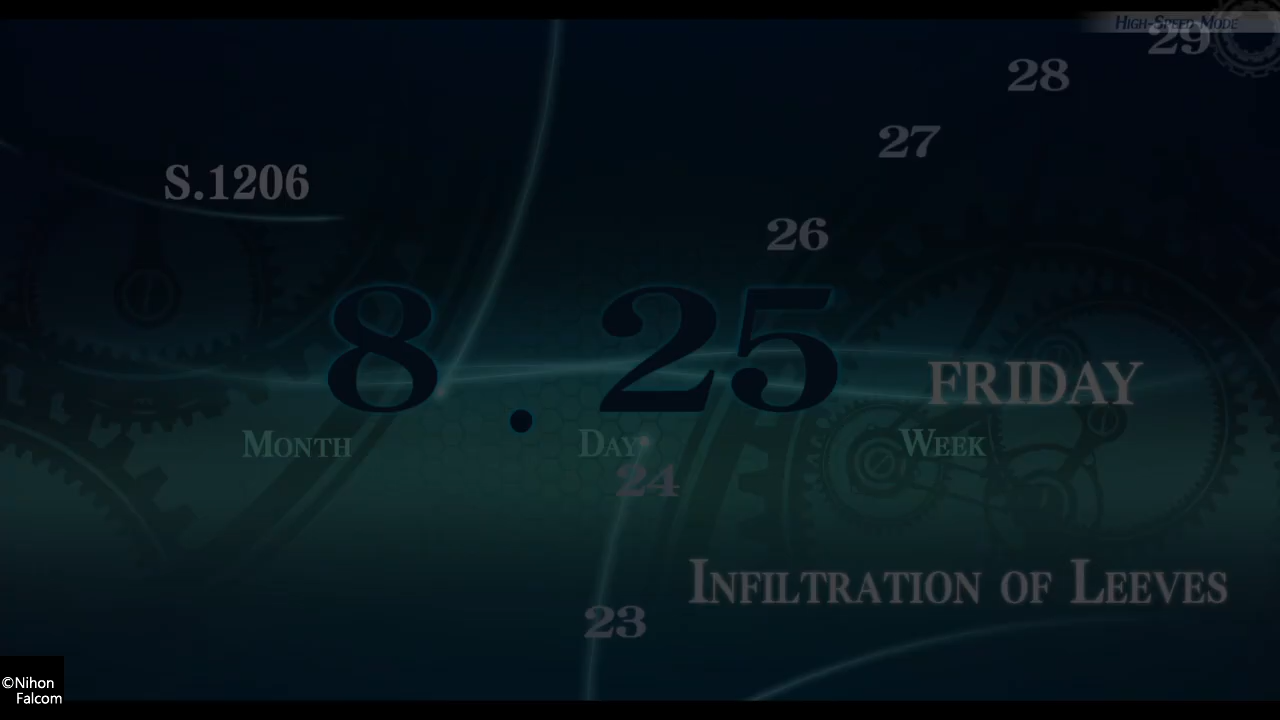 HIGH-SPEED MODE
29
28
27
S.1206
26
8.25
FRIDAY
MONTH
DAY
WEEK
24
INFILTRATION OF LEEVES
23
©Nihon
Falcom